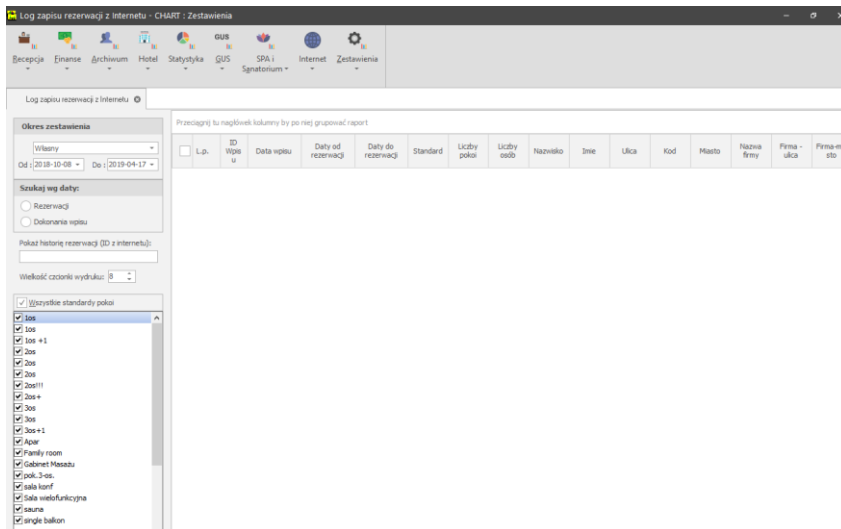 Log zapisu rezerwacji z Internetu - CHART : Zestawienia
GUS
Recepcja Finanse Archiwum Hotel Statystyka GUS SPA i Sanatorium Internet Zestawienia
Log zapisu rezerwacji z Internetu
Okres zestawienia
Własny
Od : 2018-10-08 Do : 2019-04-17
Szukaj wg daty:
Rezerwacji
Dokonania wpisu
Pokaż historię rezerwacji (ID z internetu):
Wielkość czcionki wydruku: 8
Wszystkie standardy pokoi
1os
1os
1os +1
2os
2os
2os
2os!!!
2os+
3os
3os
3os+1
Apar
Family room
Gabinet Masażu
pok.3-os.
sala konf
Sala wielofunkcyjna
sauna
single balkon
Przeciągnij tu nagłówek kolumny by po niej grupować raport
L.p. ID Wpisu Data wpisu Daty od rezerwacji Daty do rezerwacji Standard Liczby pokoi Liczby osób Nazwisko Imie Ulica Kod Miasto Nazwa firmy Firma - ulica Firma-miasto